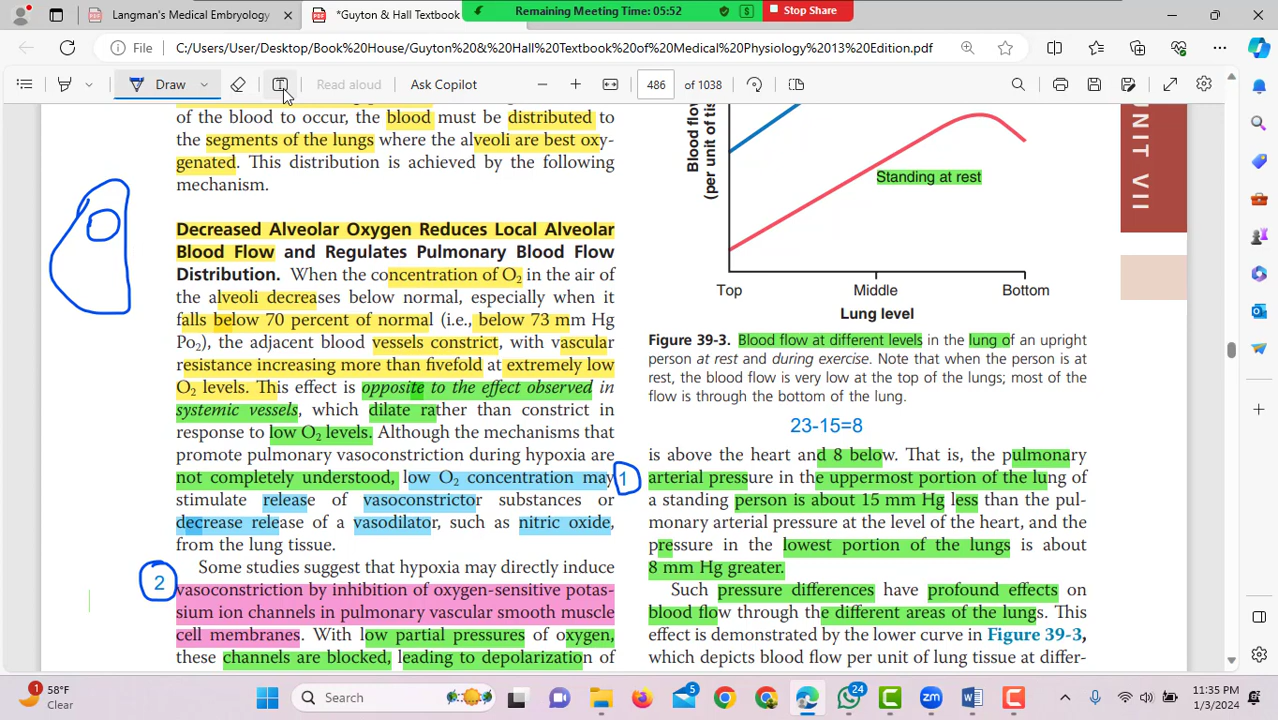 Langman's Medical Embryology
*Guyton & Hall Textbook
Remaining Meeting Time: 05:52
Stop Share
File
C:/Users/User/Desktop/Book%20House/Guyton%20&%20Hall%20Textbook%20of%20Medical%20Physiology%2013%20Edition.pdf
Draw
Read aloud
Ask Copilot
486 of 1038
of the blood to occur, the blood must be distributed to
the segments of the lungs where the alveoli are best oxy-
genated. This distribution is achieved by the following
mechanism.
Decreased Alveolar Oxygen Reduces Local Alveolar
Blood Flow and Regulates Pulmonary Blood Flow
Distribution. When the concentration of O2 in the air of
the alveoli decreases below normal, especially when it
falls below 70 percent of normal (i.e., below 73 mm Hg
Po2), the adjacent blood vessels constrict, with vascular
resistance increasing more than fivefold at extremely low
O2 levels. This effect is opposite to the effect observed in
systemic vessels, which dilate rather than constrict in
response to low O2 levels. Although the mechanisms that
promote pulmonary vasoconstriction during hypoxia are
not completely understood, low O2 concentration may
stimulate release of vasoconstrictor substances or
decrease release of a vasodilator, such as nitric oxide,
from the lung tissue.
Some studies suggest that hypoxia may directly induce
vasoconstriction by inhibition of oxygen-sensitive potas-
sium ion channels in pulmonary vascular smooth muscle
cell membranes. With low partial pressures of oxygen,
these channels are blocked, leading to depolarization of
1
2
Blood flow
(per unit of tis
Standing at rest
Top Middle Bottom
Lung level
Figure 39-3. Blood flow at different levels in the lung of an upright
person at rest and during exercise. Note that when the person is at
rest, the blood flow is very low at the top of the lungs; most of the
flow is through the bottom of the lung.
23-15=8
is above the heart and 8 below. That is, the pulmonary
arterial pressure in the uppermost portion of the lung of
a standing person is about 15 mm Hg less than the pul-
monary arterial pressure at the level of the heart, and the
pressure in the lowest portion of the lungs is about
8 mm Hg greater.
Such pressure differences have profound effects on
blood flow through the different areas of the lungs. This
effect is demonstrated by the lower curve in Figure 39-3,
which depicts blood flow per unit of lung tissue at differ-
UNIT VII
1
58°F
Clear
Search
5
24
zm
11:35 PM
1/3/2024